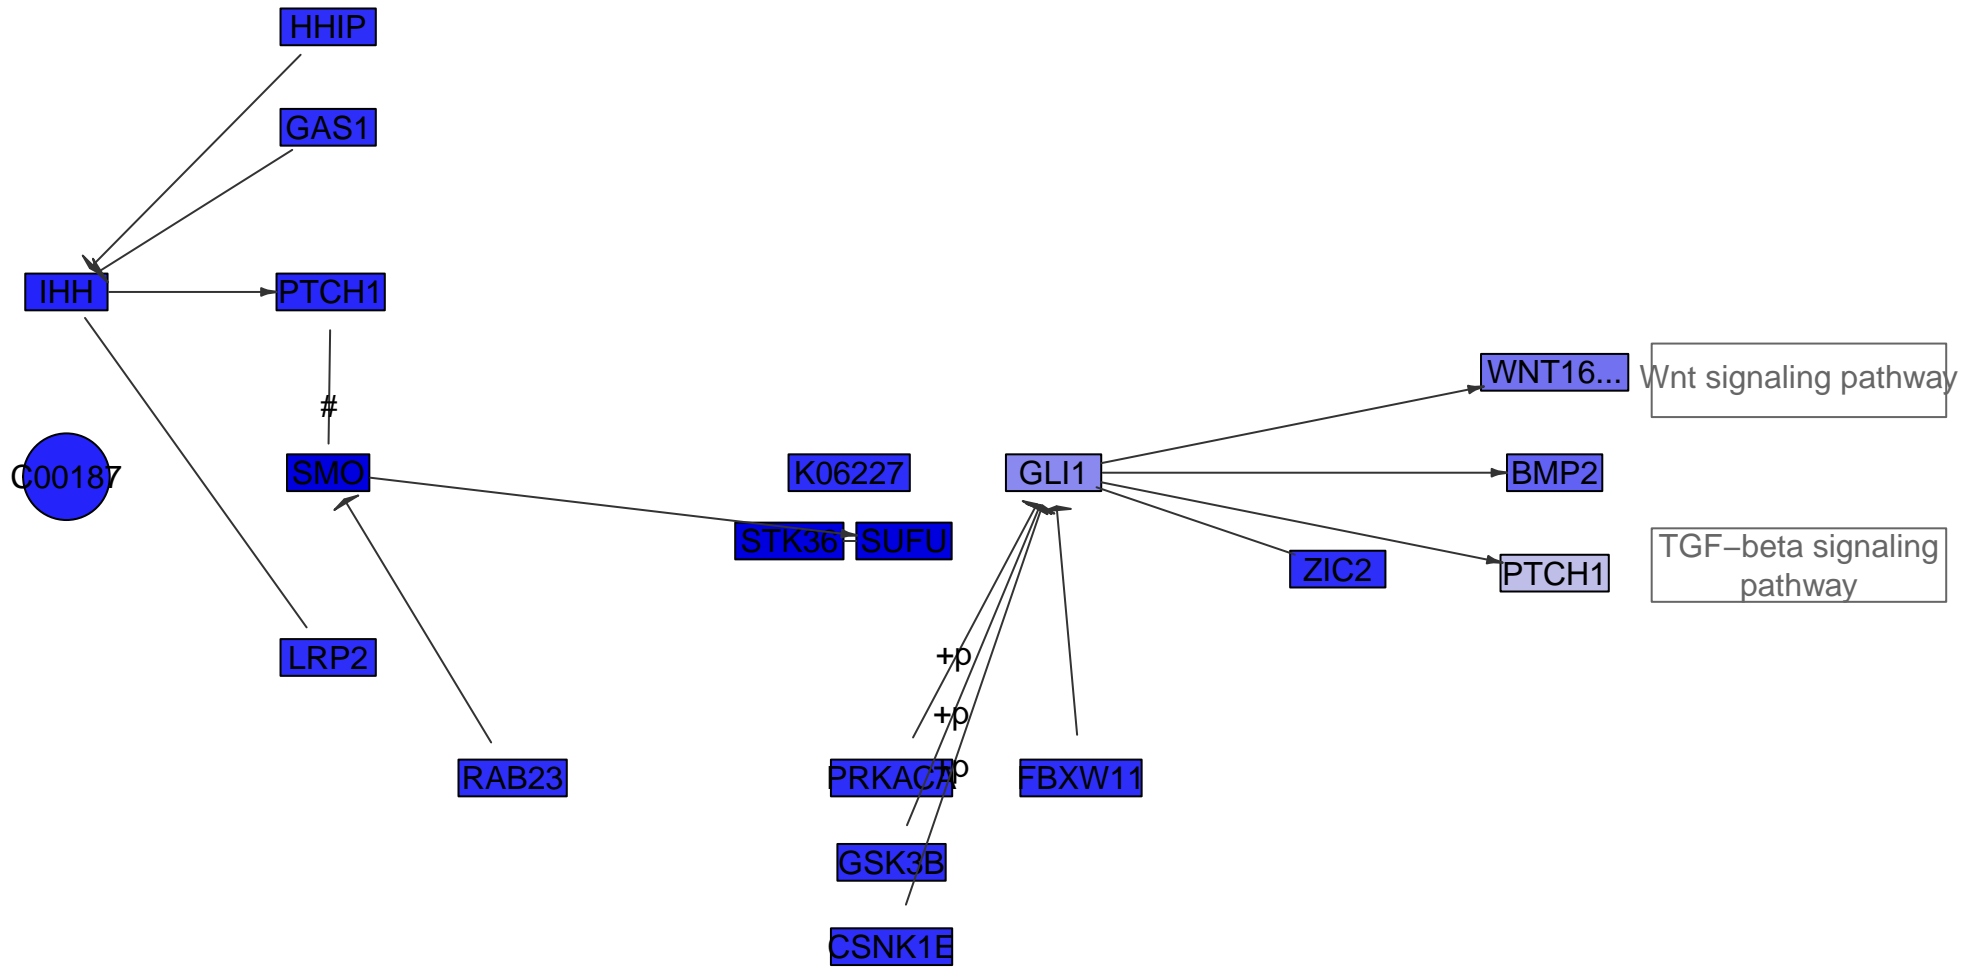 HHIP
GAS1
IHH
PTCH1
#
WNT16...
Wnt signaling pathway
C00187
SMO
K06227
GLI1
BMP2
STK36
SUFU
ZIC2
PTCH1
TGF−beta signaling
pathway
LRP2
+p
+p
+p
RAB23
PRKACA
FBXW11
GSK3B
CSNK1E